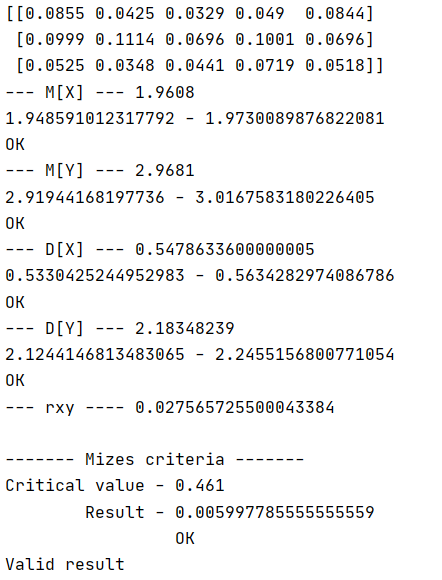 [[0.0855 0.0425 0.0329 0.049  0.0844]
 [0.0999 0.1114 0.0696 0.1001 0.0696]
 [0.0525 0.0348 0.0441 0.0719 0.0518]]
--- M[X] --- 1.9608
1.948591012317792 - 1.9730089876822081
OK
--- M[Y] --- 2.9681
2.91944168197736 - 3.0167583180226405
OK
--- D[X] --- 0.5478633600000005
0.5330425244952983 - 0.5634282974086786
OK
--- D[Y] --- 2.18348239
2.1244146813483065 - 2.2455156800771054
OK
--- rxy ---- 0.027565725500043384

------- Mizes criteria -------
Critical value - 0.461
        Result - 0.005997785555555559
                 OK
Valid result